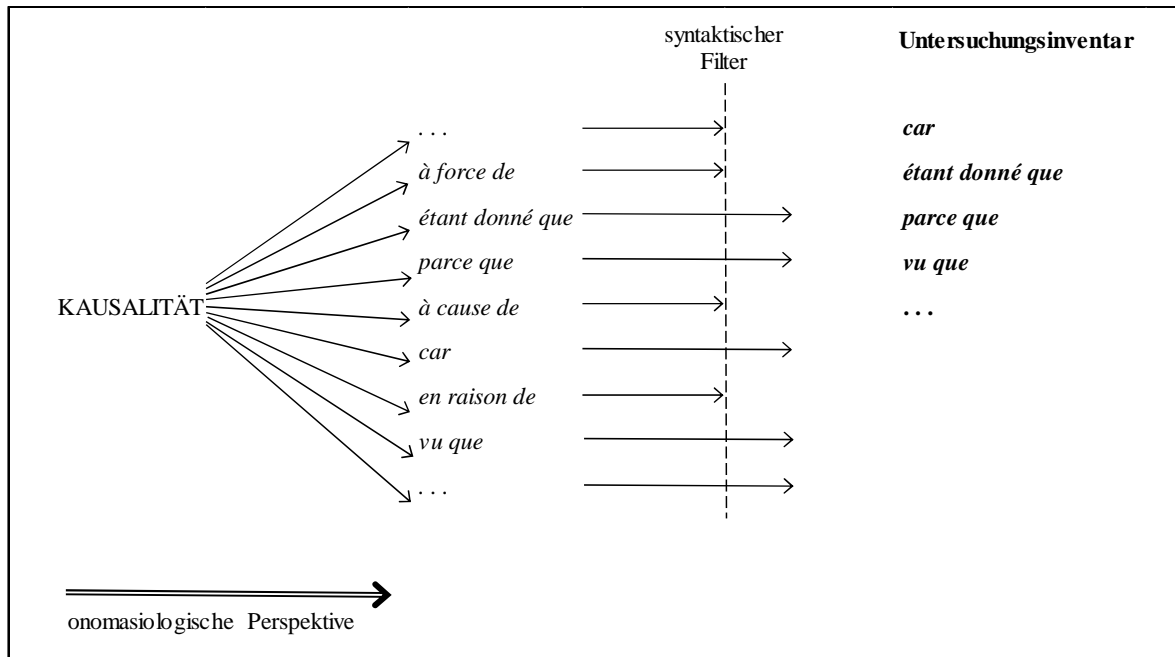 syntaktischer
Filter
Untersuchungsinventar
. . .
car
à force de
étant donné que
étant donné que
parce que
parce que
vu que
KAUSALITÄT
à cause de
. . .
car
en raison de
vu que
. . .
onomasiologische Perspektive